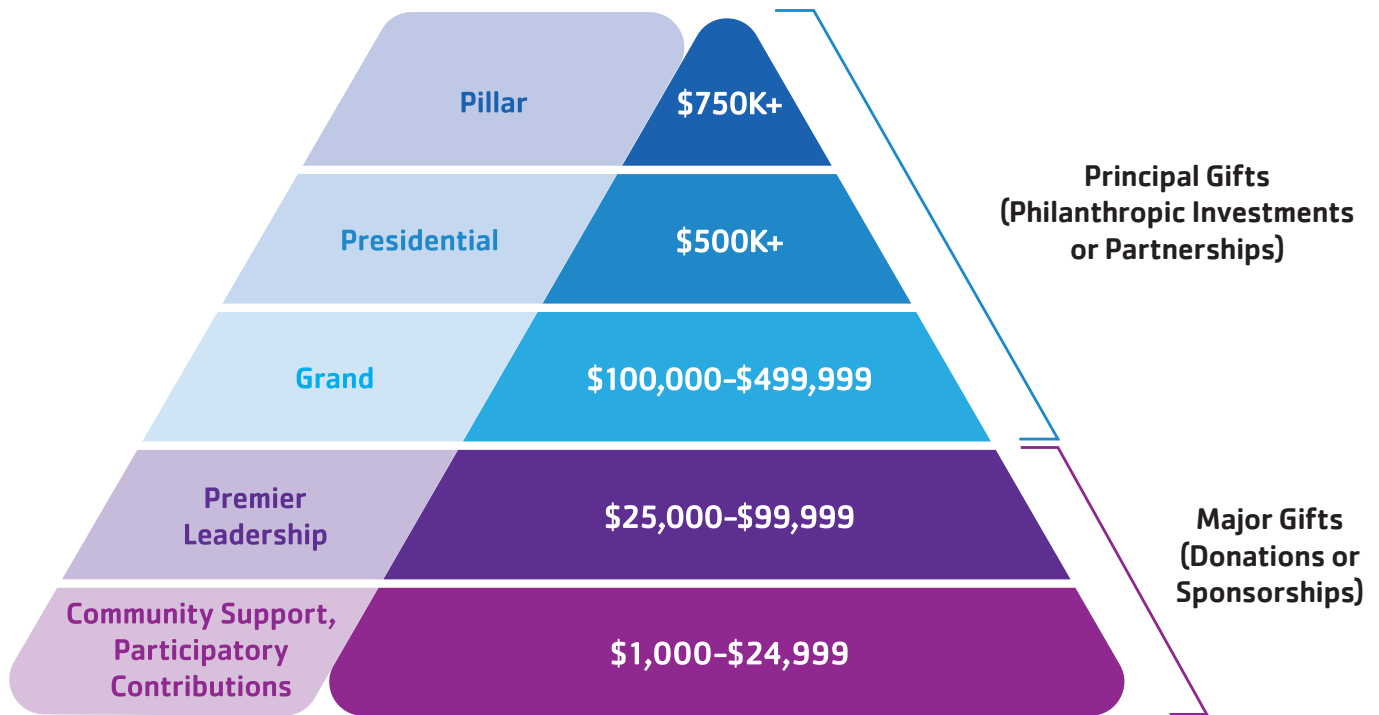 Pillar
$750K+
Presidential
$500K+
Grand
$100,000–$499,999
Principal Gifts
(Philanthropic Investments
or Partnerships)
Premier
Leadership
$25,000–$99,999
Community Support,
Participatory
Contributions
$1,000–$24,999
Major Gifts
(Donations or
Sponsorships)